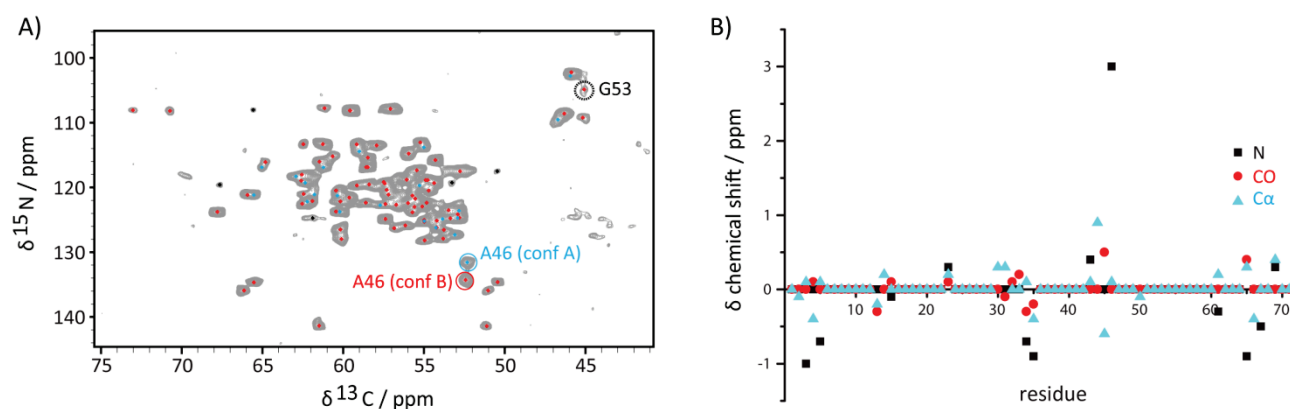 A)
100
110
120
130
140
δ 15N / ppm
75
70
65
60
55
50
45
δ 13C / ppm
G53
A46 (conf A)
A46 (conf B)
B)
3
2
1
0
-1
δ chemical shift / ppm
10
20
30
40
50
60
70
residue
N
CO
Cα